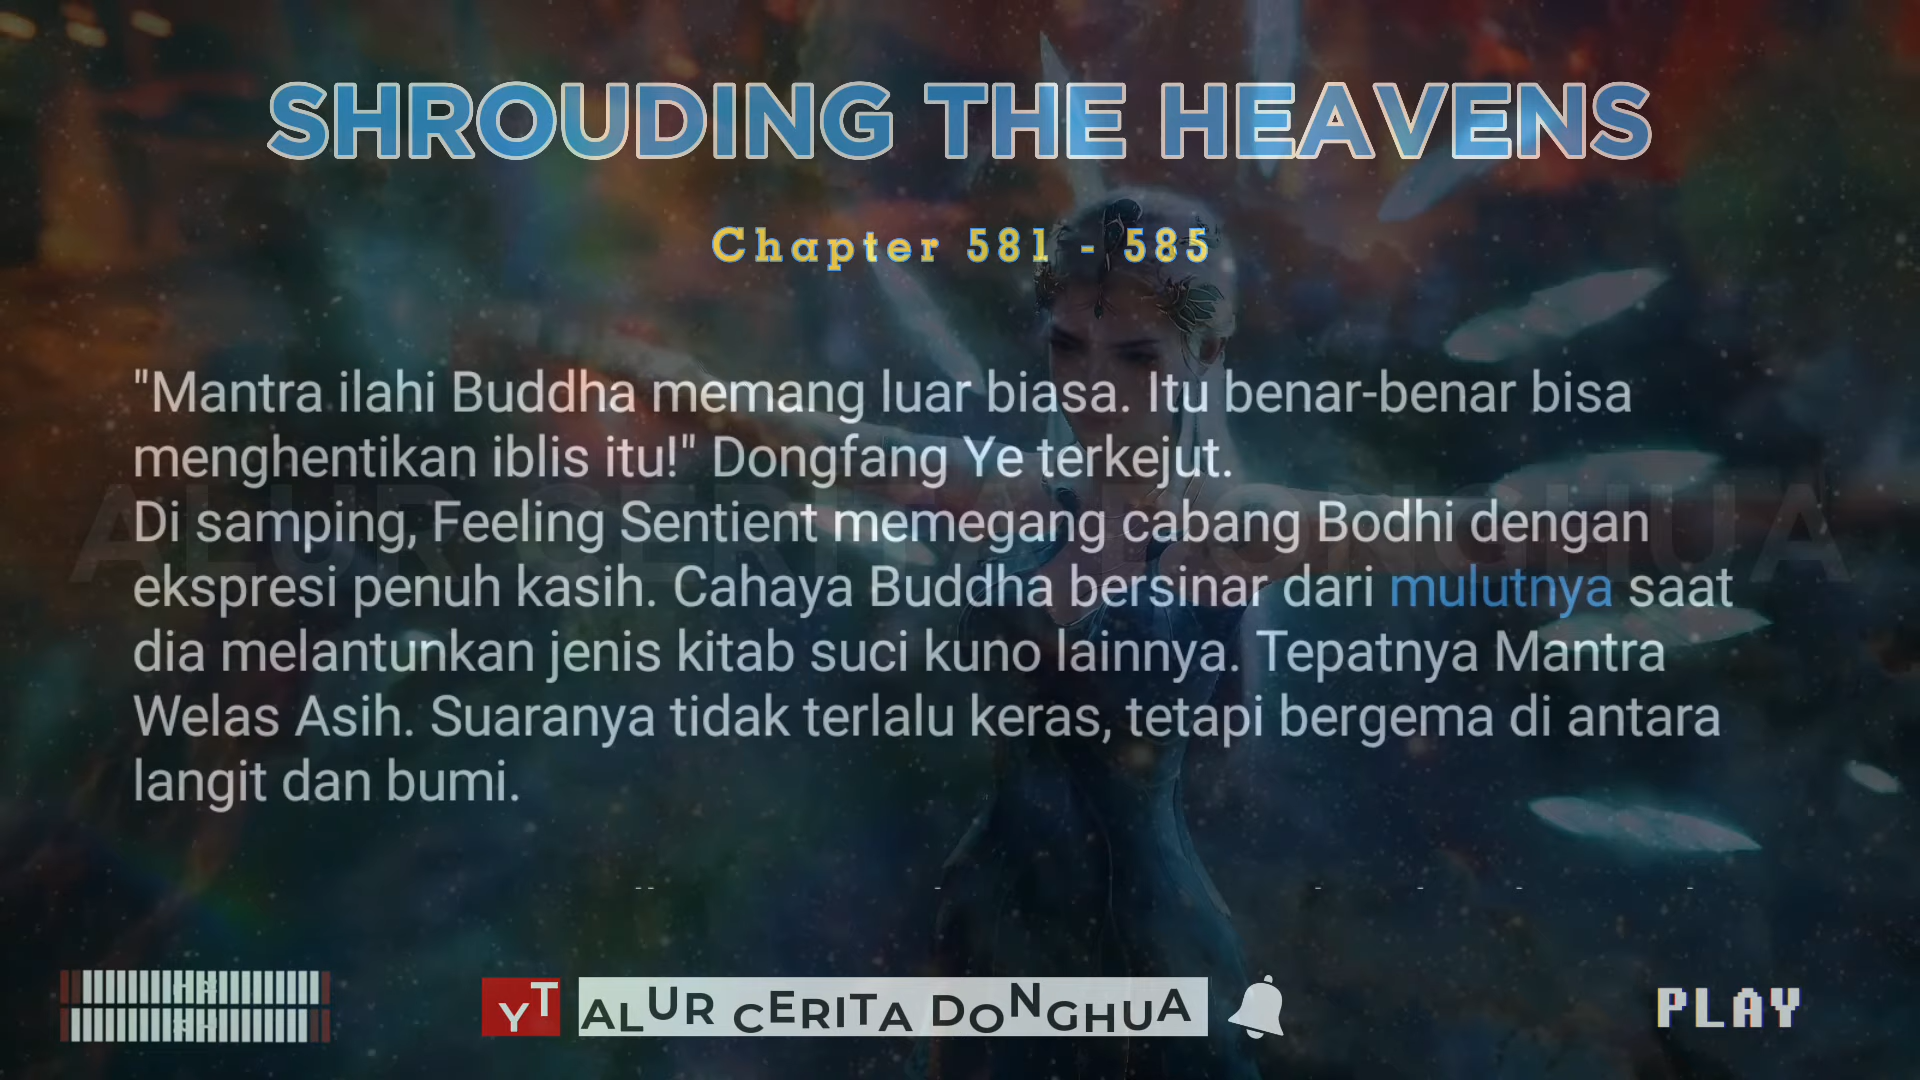 SHROUDING THE HEAVENS
Chapter 581 - 585
"Mantra ilahi Buddha memang luar biasa. Itu benar-benar bisa
menghentikan iblis itu!" Dongfang Ye terkejut.
ALUR CERITA DONGHUA
Di samping, Feeling Sentient memegang cabang Bodhi dengan
ekspresi penuh kasih. Cahaya Buddha bersinar dari mulutnya saat
dia melantunkan jenis kitab suci kuno lainnya. Tepatnya Mantra
Welas Asih. Suaranya tidak terlalu keras, tetapi bergema di antara
langit dan bumi.
YT ALUR CERITA DONGHUA
PLAY